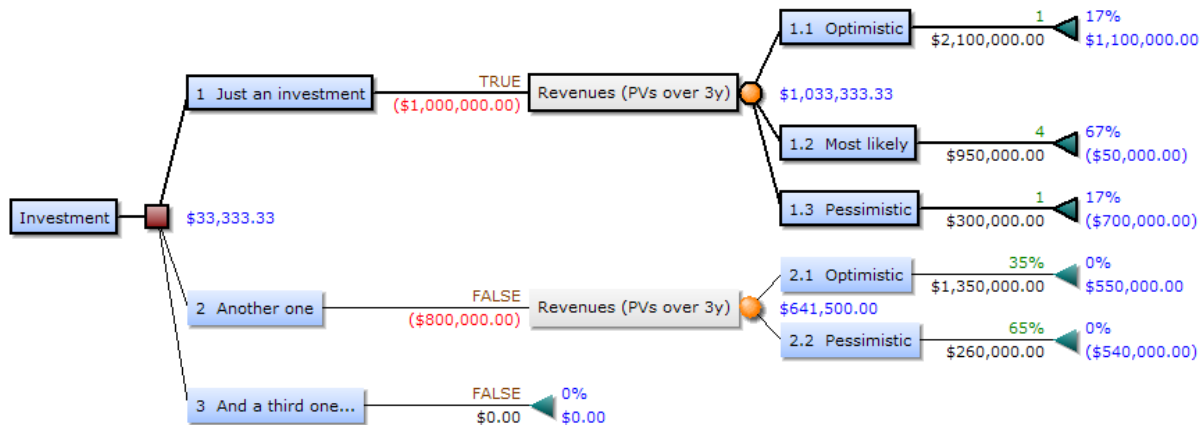 1.1 Optimistic
1
$2,100,000.00
17%
$1,100,000.00
1 Just an investment
TRUE
($1,000,000.00)
Revenues (PVs over 3y)
$1,033,333.33
1.2 Most likely
4
$950,000.00
67%
($50,000.00)
1.3 Pessimistic
1
$300,000.00
17%
($700,000.00)
Investment
$33,333.33
2 Another one
FALSE
($800,000.00)
Revenues (PVs over 3y)
$641,500.00
2.1 Optimistic
35%
$1,350,000.00
0%
$550,000.00
2.2 Pessimistic
65%
$260,000.00
0%
($540,000.00)
3 And a third one...
FALSE
$0.00
0%
$0.00